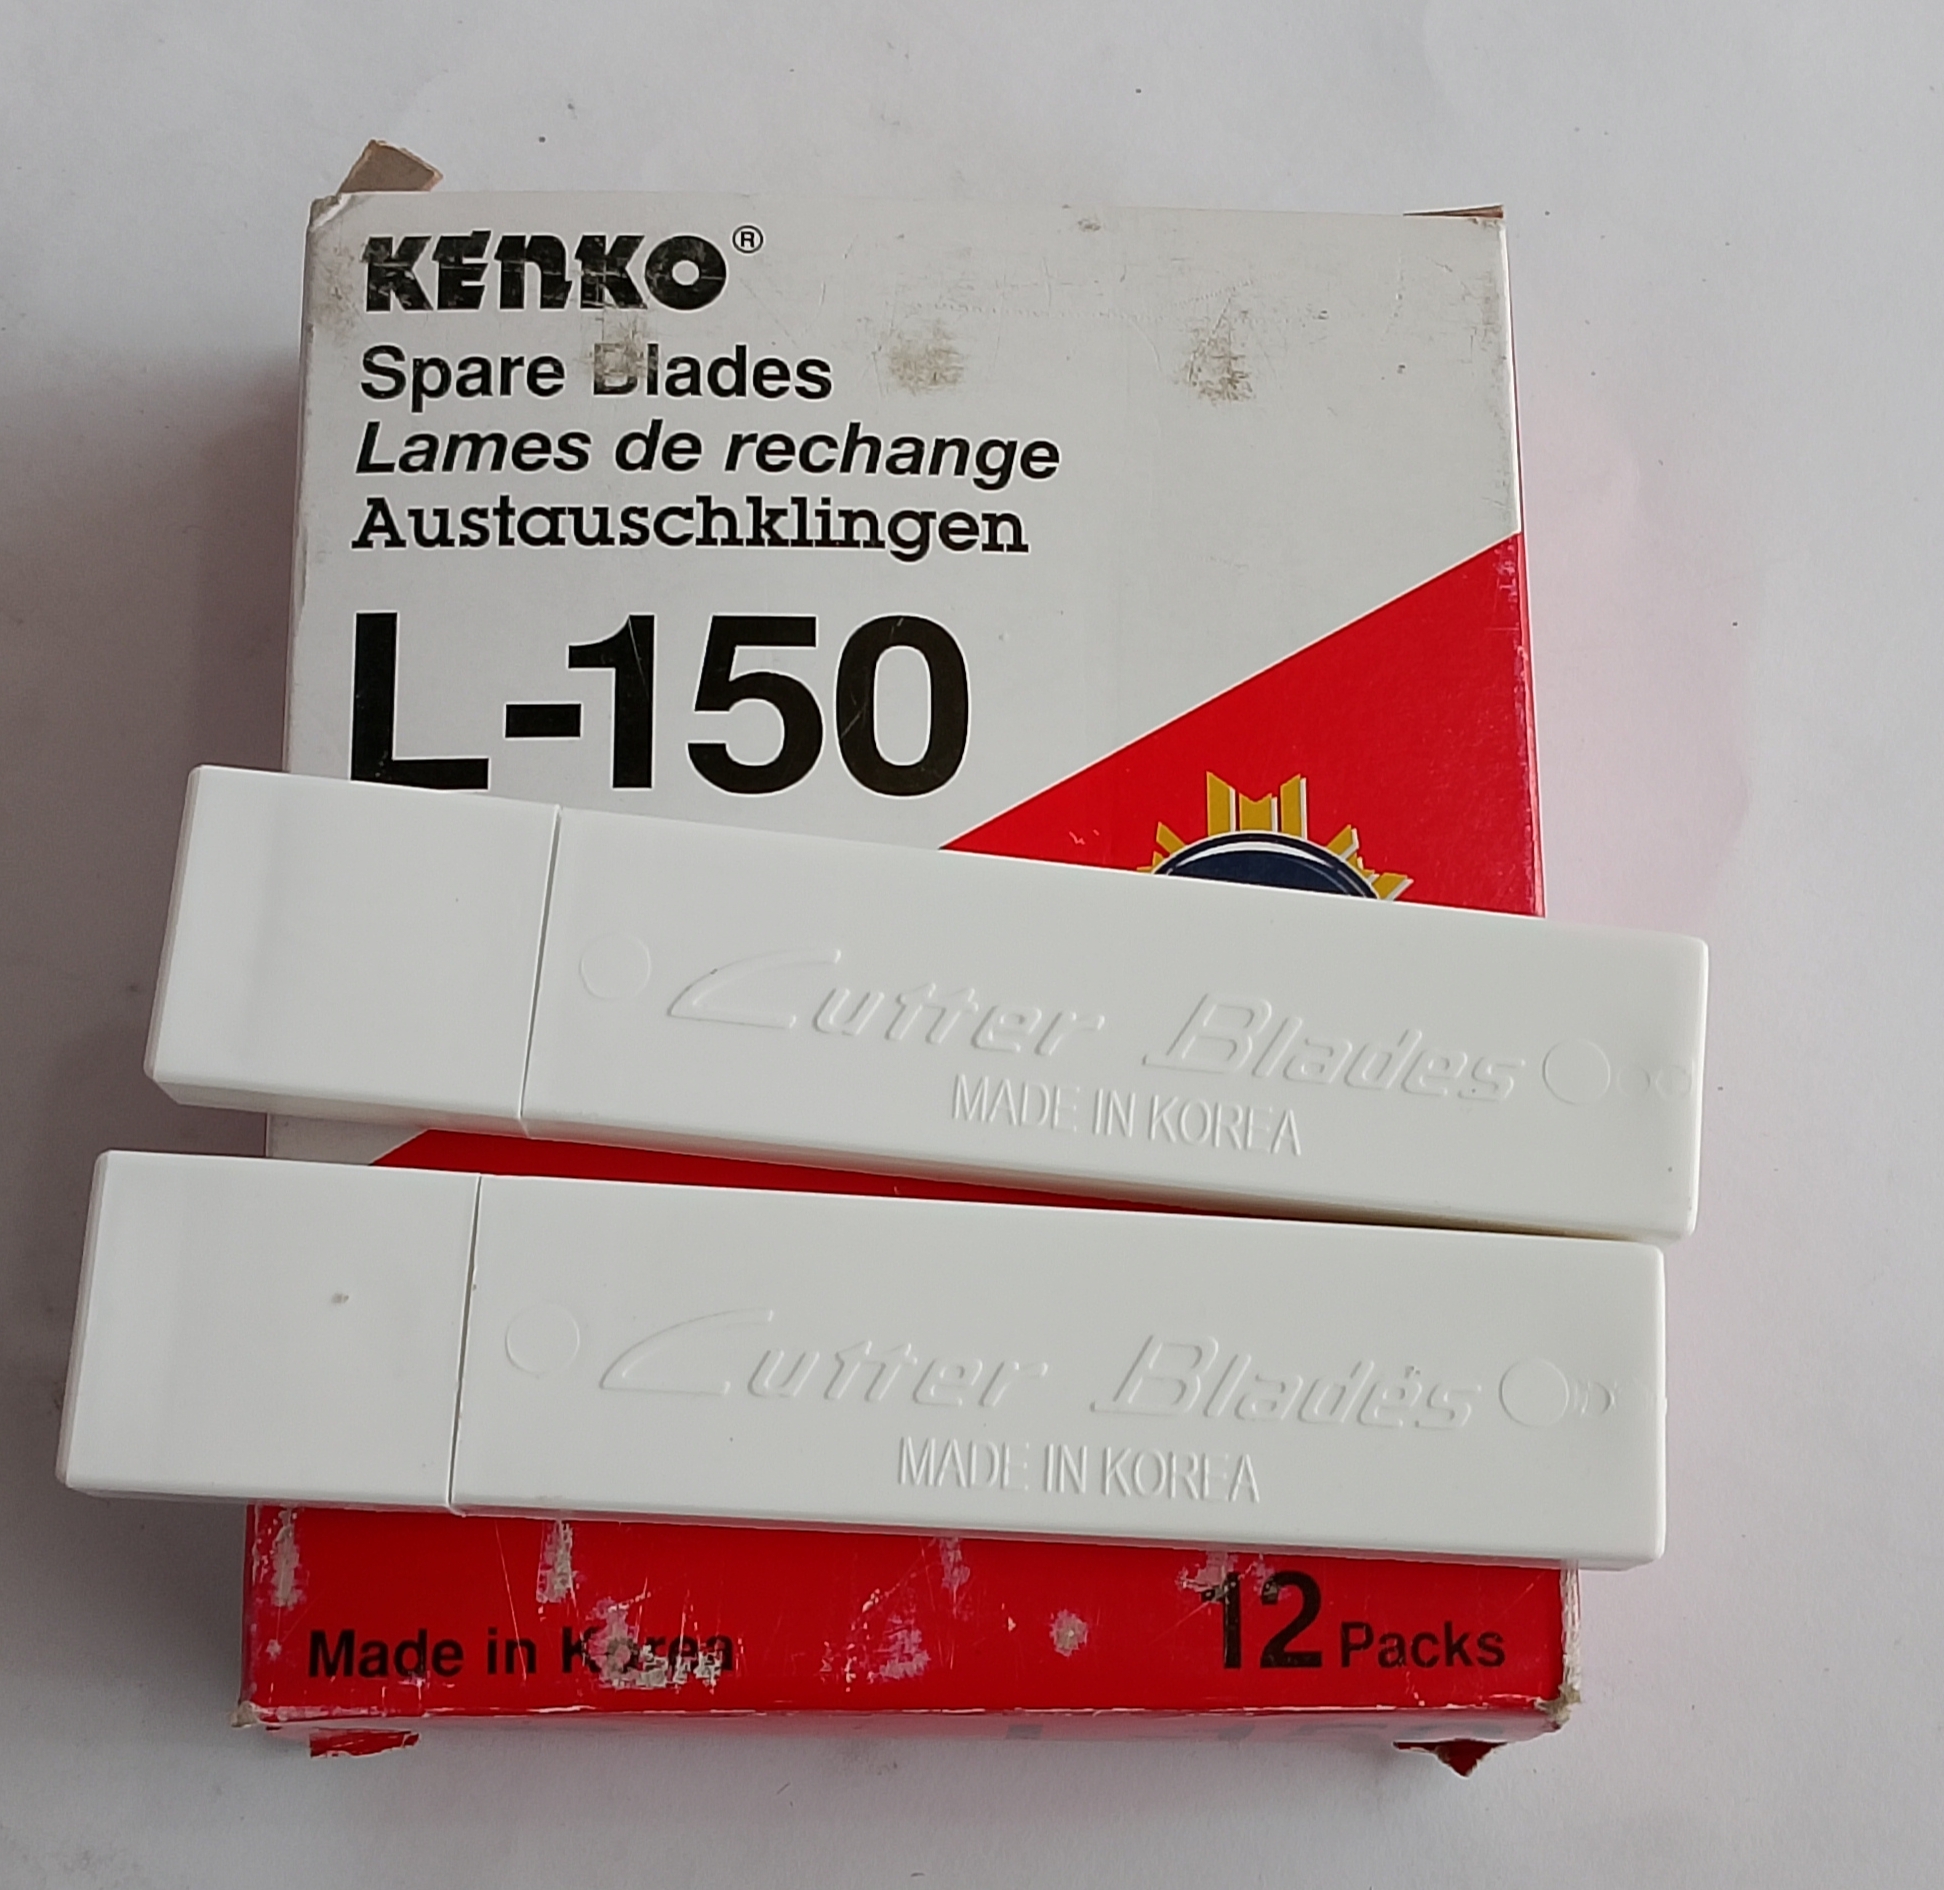 KENKO®
Spare Blades
Lames de rechange
Austauschklingen
L-150
Cutter Blades
MADE IN KOREA
Cutter Blades
MADE IN KOREA
Made in Korea
12 Packs